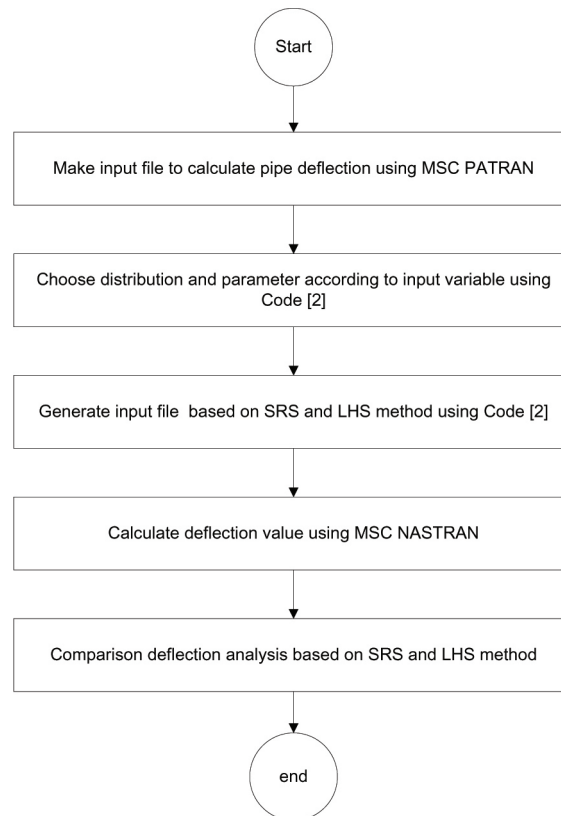 Start
Make input file to calculate pipe deflection using MSC PATRAN
Choose distribution and parameter according to input variable using
Code [2]
Generate input file based on SRS and LHS method using Code [2]
Calculate deflection value using MSC NASTRAN
Comparison deflection analysis based on SRS and LHS method
end